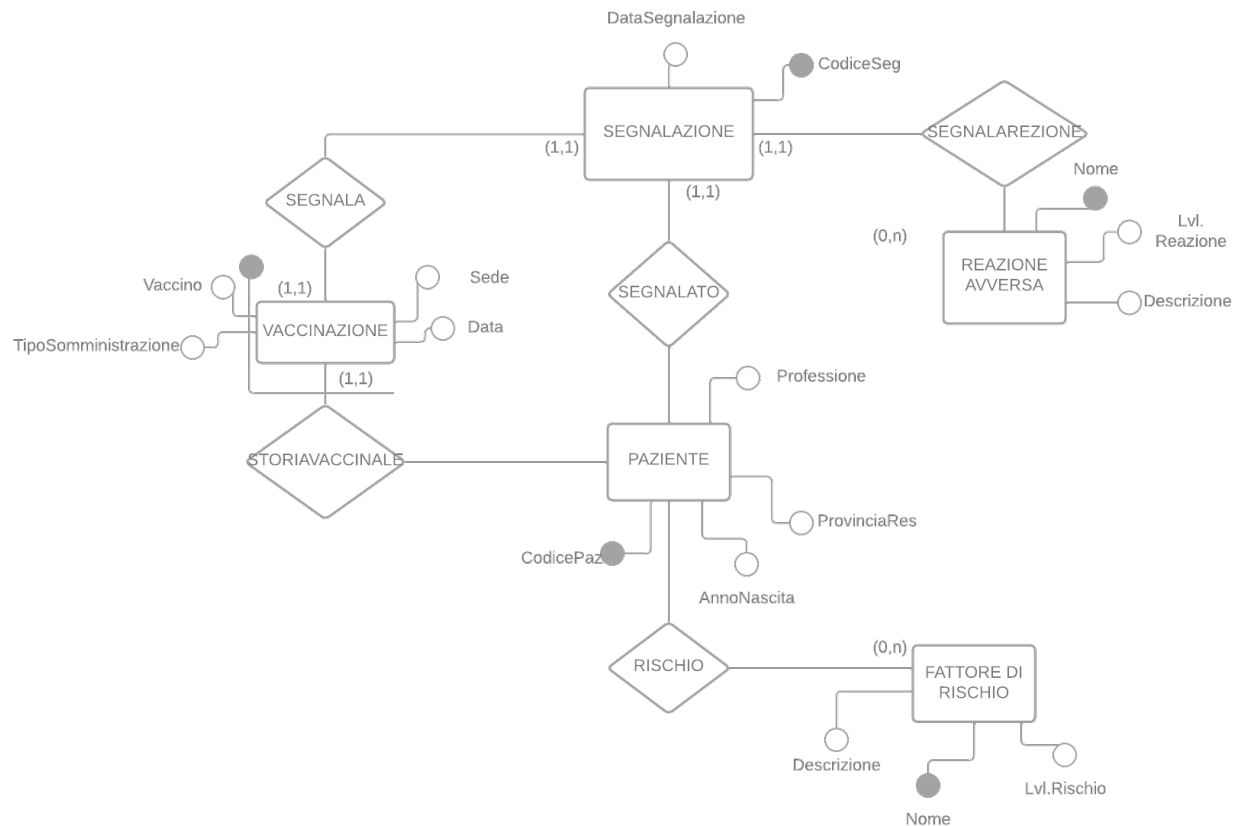 DataSegnalazione
CodiceSeg
SEGNALAZIONE
SEGNALAREZIONE
(1,1)
(1,1)
(1,1)
Nome
SEGNALA
Lvl.
Reazione
(0,n)
REAZIONE
AVVERSA
Descrizione
Vaccino
(1,1)
Sede
SEGNALATO
VACCINAZIONE
Data
TipoSomministrazione
(1,1)
Professione
STORIAVACCINALE
PAZIENTE
ProvinciaRes
CodicePaz
AnnoNascita
RISCHIO
(0,n)
FATTORE DI
RISCHIO
Descrizione
Lvl.Rischio
Nome